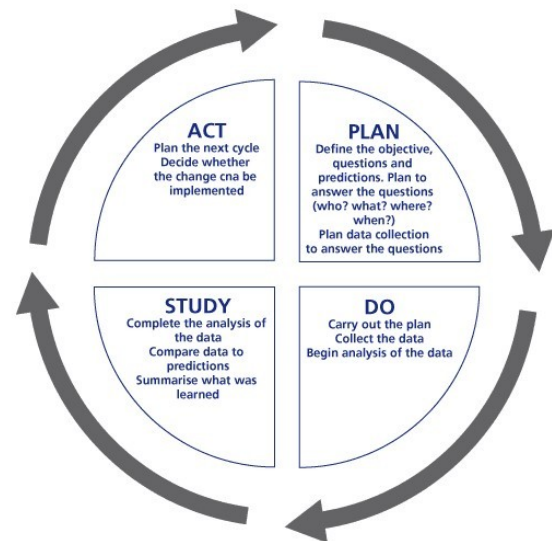 ACT
Plan the next cycle
Decide whether
the change cna be
implemented
PLAN
Define the objective,
questions and
predictions. Plan to
answer the questions
(who? what? where?
when?)
Plan data collection
to answer the questions
STUDY
Complete the analysis of
the data
Compare data to
predictions
Summarise what was
learned
DO
Carry out the plan
Collect the data
Begin analysis of the data